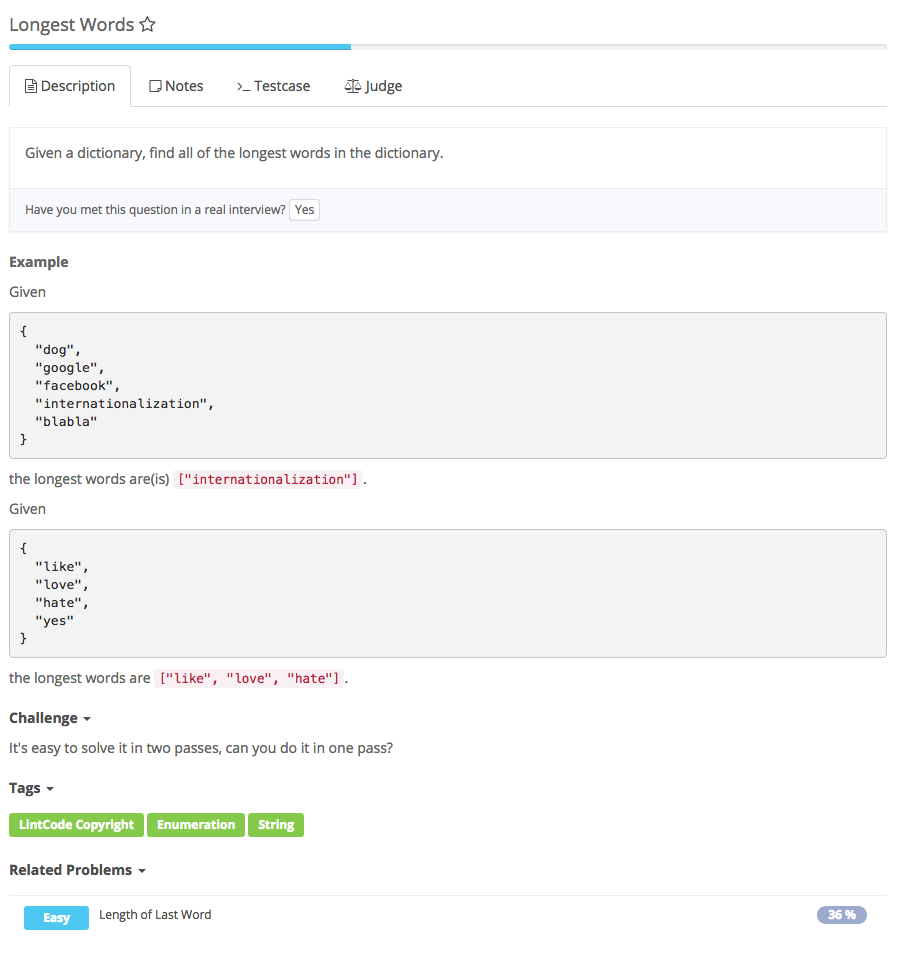 Longest Words
Description Notes >_ Testcase Judge
Given a dictionary, find all of the longest words in the dictionary.
Have you met this question in a real interview? Yes
Example
Given
{
  "dog",
  "google",
  "facebook",
  "internationalization",
  "blabla"
}
the longest words are(is) ["internationalization"] .
Given
{
  "like",
  "love",
  "hate",
  "yes"
}
the longest words are ["like", "love", "hate"] .
Challenge
It's easy to solve it in two passes, can you do it in one pass?
Tags
LintCode Copyright Enumeration String
Related Problems
Easy Length of Last Word 36 %